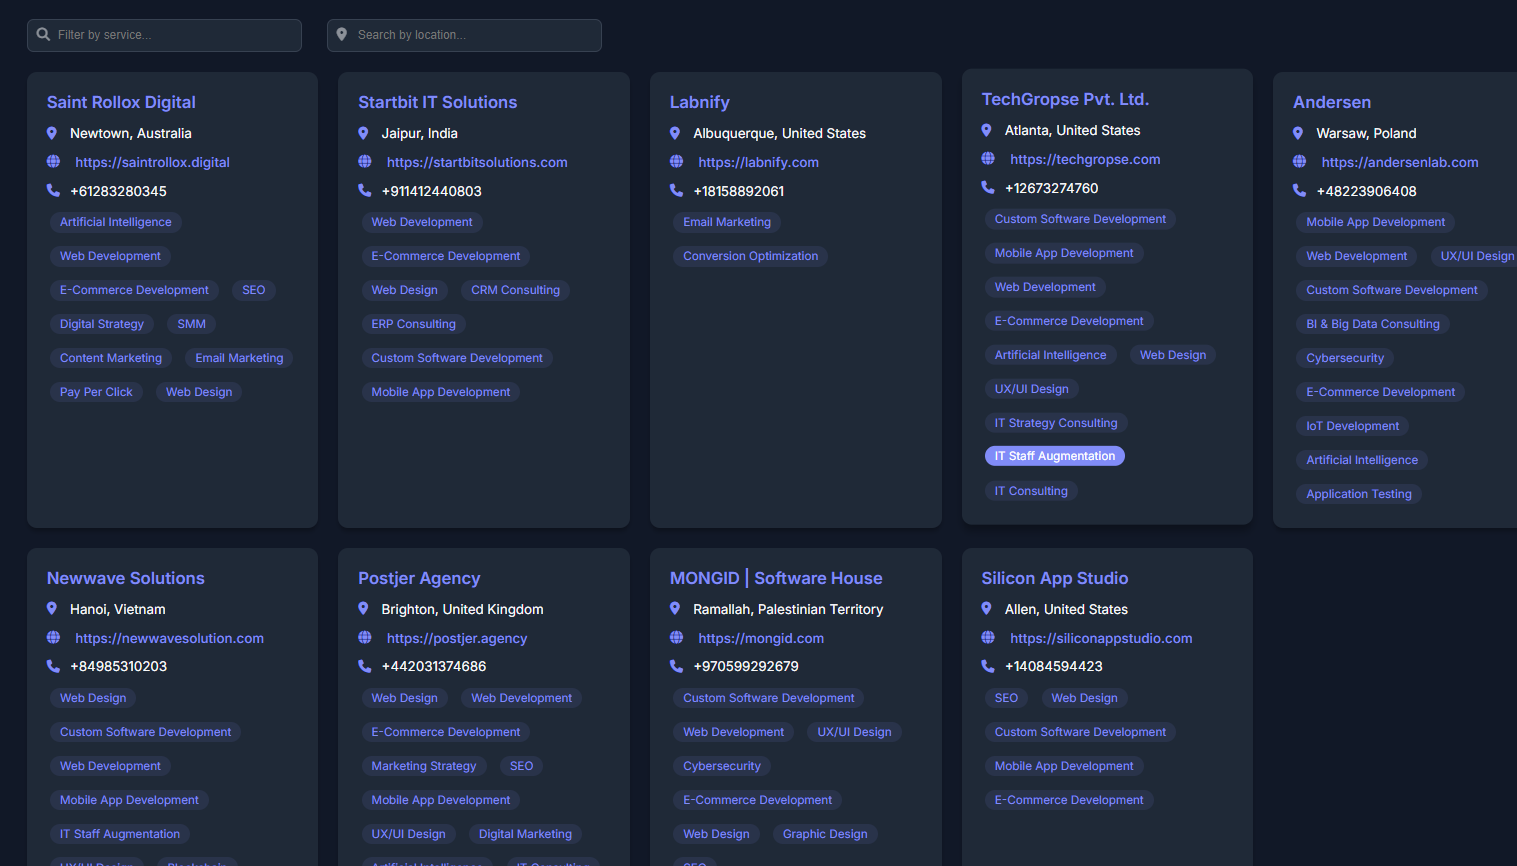 Filter by service...
Search by location...
Saint Rollox Digital
Newtown, Australia
https://saintrollox.digital
+61283280345
Artificial Intelligence
Web Development
E-Commerce Development SEO
Digital Strategy SMM
Content Marketing Email Marketing
Pay Per Click Web Design
Startbit IT Solutions
Jaipur, India
https://startbitsolutions.com
+911412440803
Web Development
E-Commerce Development
Web Design CRM Consulting
ERP Consulting
Custom Software Development
Mobile App Development
Labnify
Albuquerque, United States
https://labnify.com
+18158892061
Email Marketing
Conversion Optimization
TechGropse Pvt. Ltd.
Atlanta, United States
https://techgropse.com
+12673274760
Custom Software Development
Mobile App Development
Web Development
E-Commerce Development
Artificial Intelligence Web Design
UX/UI Design
IT Strategy Consulting
IT Staff Augmentation
IT Consulting
Andersen
Warsaw, Poland
https://andersenlab.com
+48223906408
Mobile App Development
Web Development UX/UI Design
Custom Software Development
BI & Big Data Consulting
Cybersecurity
E-Commerce Development
IoT Development
Artificial Intelligence
Application Testing
Newwave Solutions
Hanoi, Vietnam
https://newwavesolution.com
+84985310203
Web Design
Custom Software Development
Web Development
Mobile App Development
IT Staff Augmentation
UX/UI Design Blockchain
Postjer Agency
Brighton, United Kingdom
https://postjer.agency
+442031374686
Web Design Web Development
E-Commerce Development
Marketing Strategy SEO
Mobile App Development
UX/UI Design Digital Marketing
Artificial Intelligence IT Consulting
MONGID | Software House
Ramallah, Palestinian Territory
https://mongid.com
+970599292679
Custom Software Development
Web Development UX/UI Design
Cybersecurity
E-Commerce Development
Web Design Graphic Design
SEO
Silicon App Studio
Allen, United States
https://siliconappstudio.com
+14084594423
SEO Web Design
Custom Software Development
Mobile App Development
E-Commerce Development